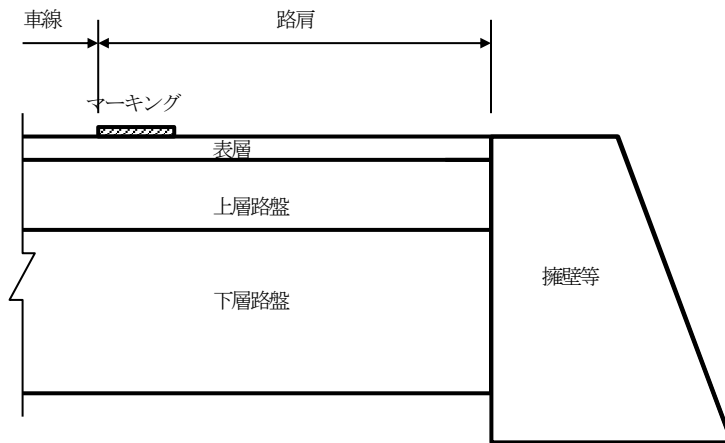 車線
路肩
マーキング
表層
上層路盤
下層路盤
擁壁等